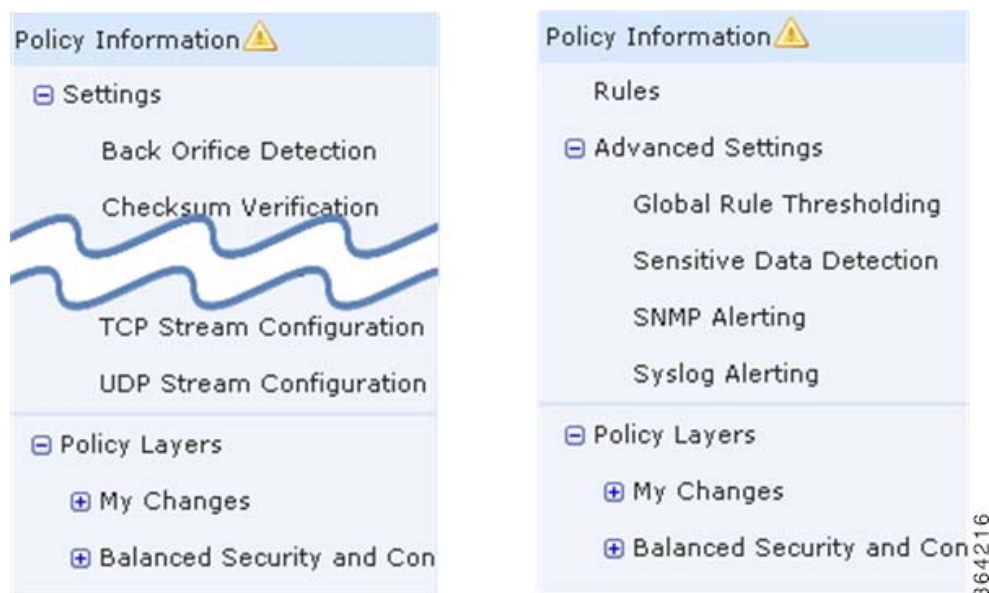 Policy Information
Settings
Back Orifice Detection
Checksum Verification
TCP Stream Configuration
UDP Stream Configuration
Policy Layers
My Changes
Balanced Security and Con
Policy Information
Rules
Advanced Settings
Global Rule Thresholding
Sensitive Data Detection
SNMP Alerting
Syslog Alerting
Policy Layers
My Changes
Balanced Security and Con
364216